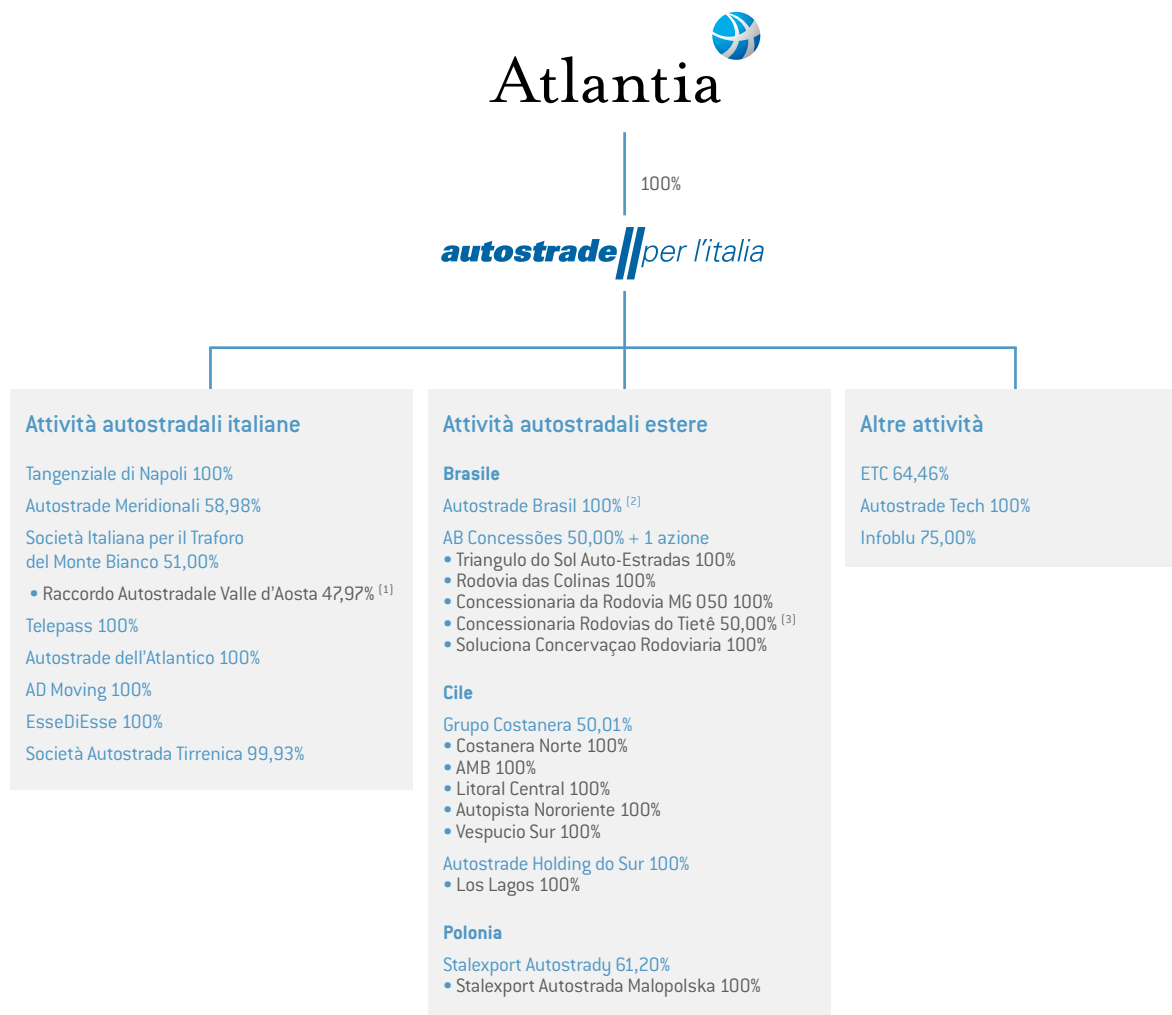 Atlantia
100%
autostrade per l'italia
Attività autostradali italiane
Tangenziale di Napoli 100%
Autostrade Meridionali 58,98%
Società Italiana per il Traforo
del Monte Bianco 51,00%
• Raccordo Autostradale Valle d'Aosta 47,97% (1)
Telepass 100%
Autostrade dell'Atlantico 100%
AD Moving 100%
EsseDiEsse 100%
Società Autostrada Tirrenica 99,93%
Attività autostradali estere
Brasile
Autostrade Brasil 100% (2)
AB Concessões 50,00% + 1 azione
• Triangulo do Sol Auto-Estradas 100%
• Rodovia das Colinas 100%
• Concessionaria da Rodovia MG 050 100%
• Concessionaria Rodovias do Tietê 50,00% (3)
• Soluciona Concervaçao Rodoviaria 100%
Cile
Grupo Costanera 50,01%
• Costanera Norte 100%
• AMB 100%
• Litoral Central 100%
• Autopista Nororiente 100%
• Vespucio Sur 100%
Autostrade Holding do Sur 100%
• Los Lagos 100%
Polonia
Stalexport Autostrady 61,20%
• Stalexport Autostrada Malopolska 100%
Altre attività
ETC 64,46%
Autostrade Tech 100%
Infoblu 75,00%